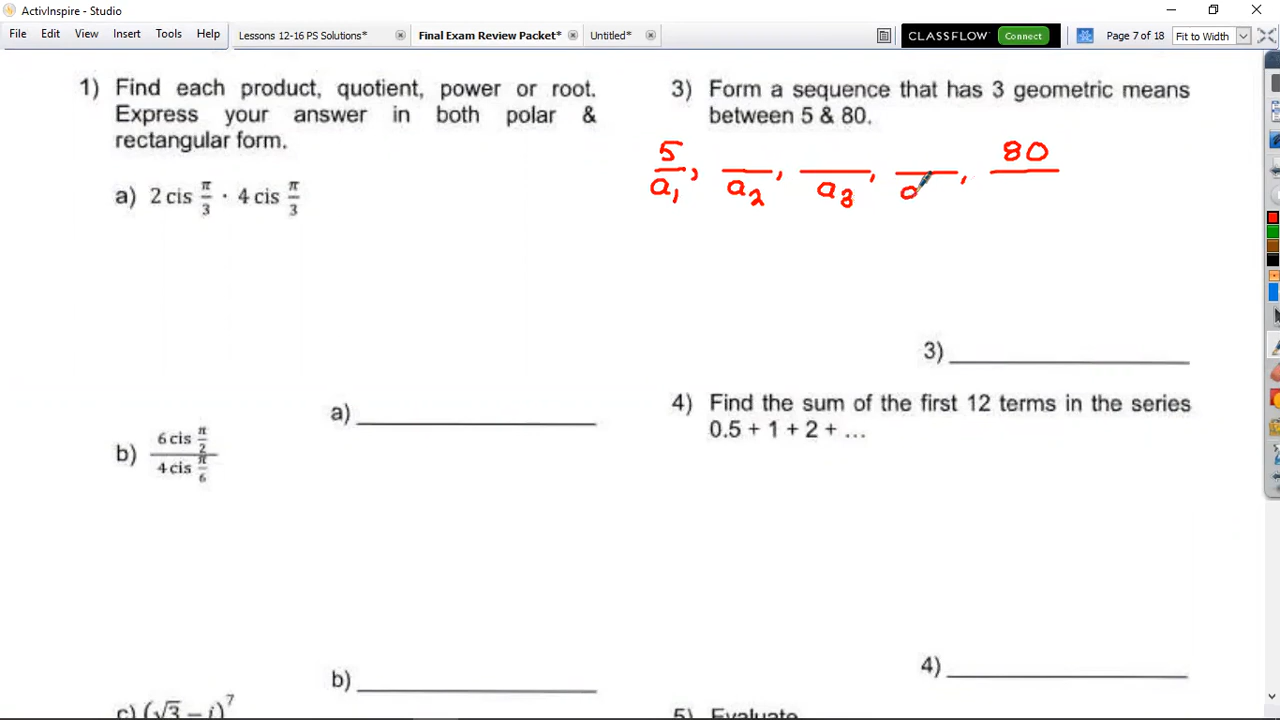 ActivInspire - Studio
File Edit View Insert Tools Help
Lessons 12-16 PS Solutions*
Final Exam Review Packet*
Untitled*
CLASSFLOW Connect
Page 7 of 18
Fit to Width
1) Find each product, quotient, power or root.
Express your answer in both polar &
rectangular form.
a) 2 cis π/3 · 4 cis π/3
a)
b) 6 cis π/2 / 4 cis π/6
b)
c) (√3 − i)^7
3) Form a sequence that has 3 geometric means
between 5 & 80.
5, , , , 80
a₁ a₂ a₃ a
3)
4) Find the sum of the first 12 terms in the series
0.5 + 1 + 2 + …
4)
5) Evaluate